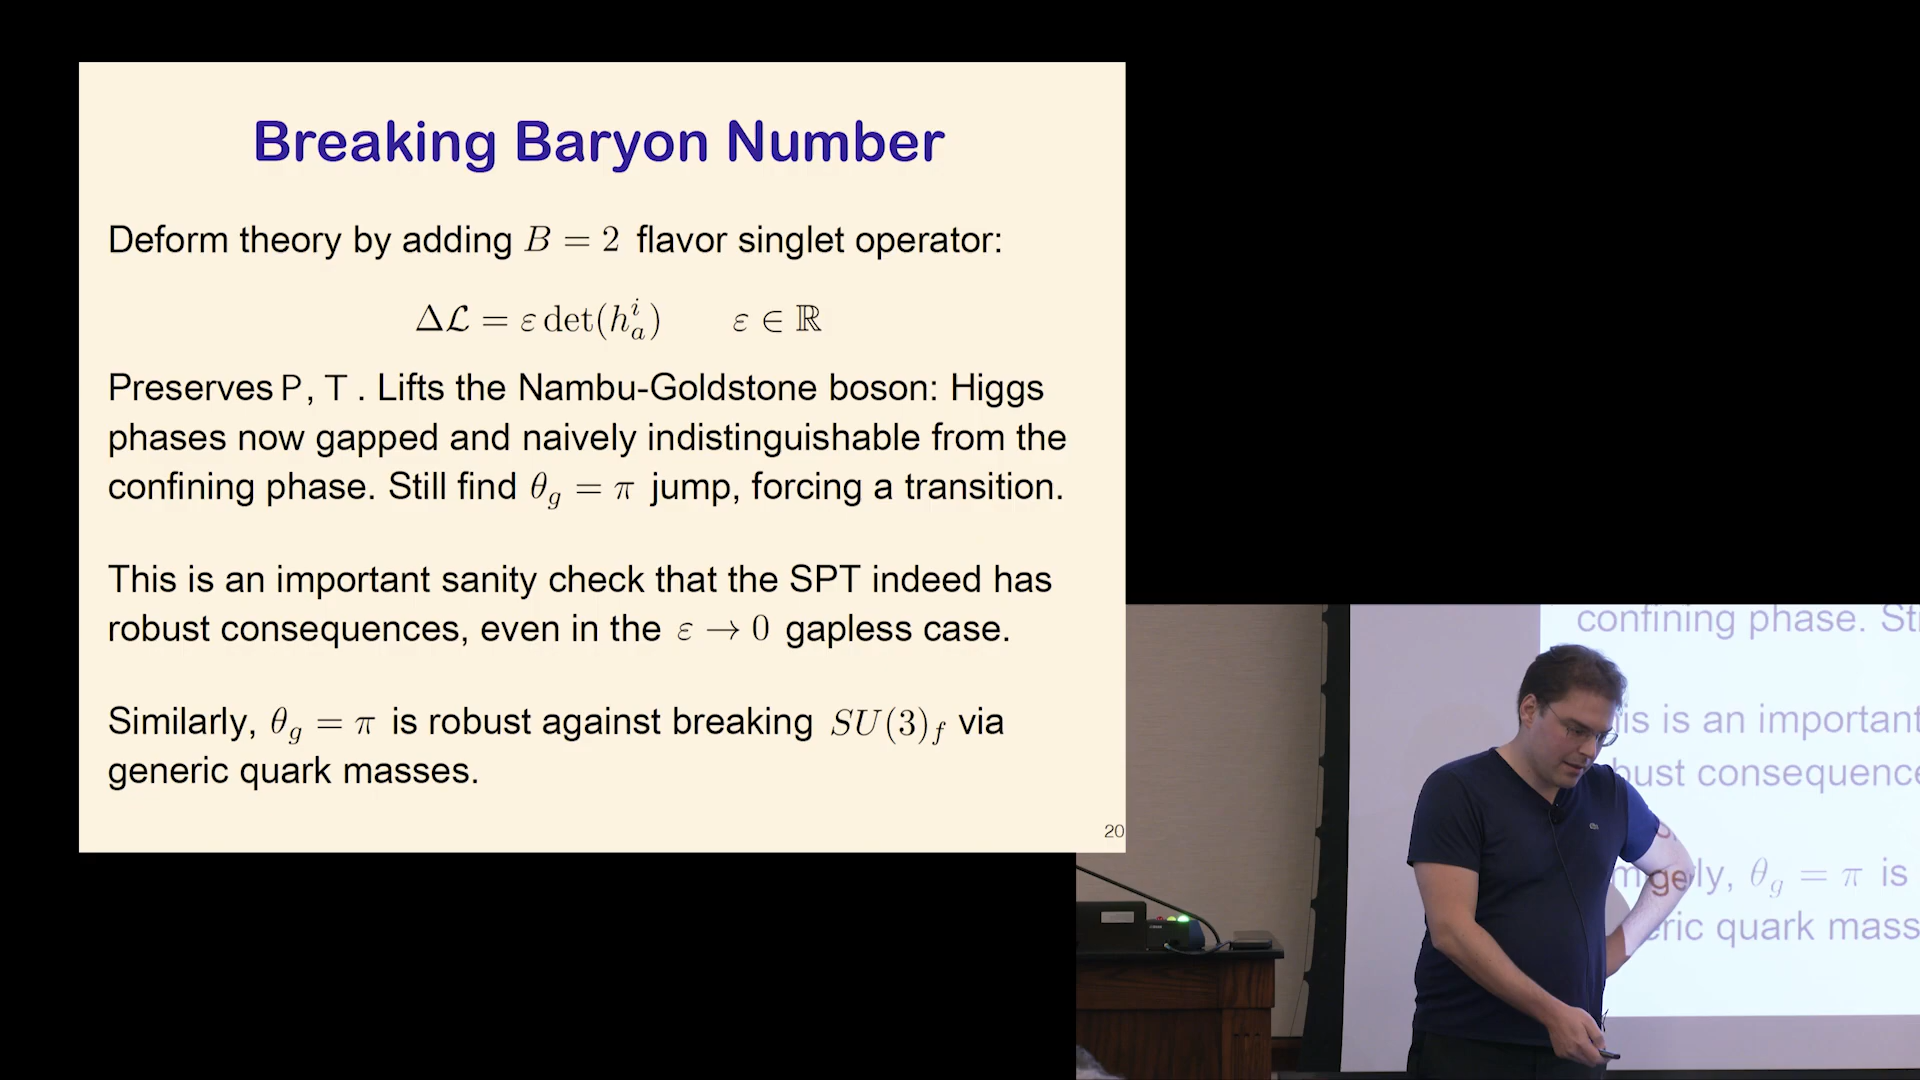 Breaking Baryon Number
Deform theory by adding B = 2 flavor singlet operator:
Δℒ = ε det(hᵢₐ) ε ∈ ℝ
Preserves P, T . Lifts the Nambu-Goldstone boson: Higgs
phases now gapped and naively indistinguishable from the
confining phase. Still find θ_g = π jump, forcing a transition.
This is an important sanity check that the SPT indeed has
robust consequences, even in the ε → 0 gapless case.
Similarly, θ_g = π is robust against breaking SU(3)_f via
generic quark masses.
20
confining phase. St
is is an important
bust consequence
ly, θ_g = π is
eric quark mass